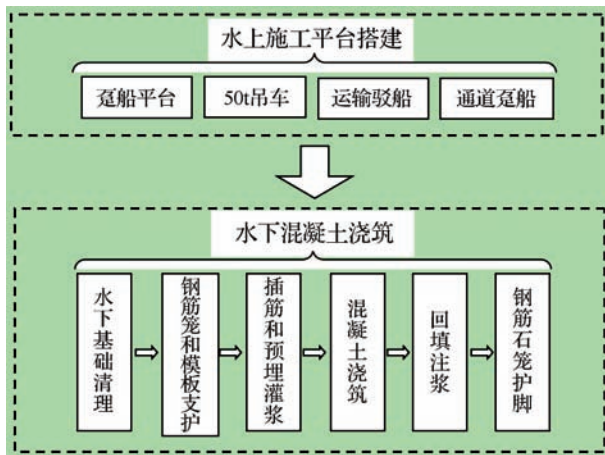 水上施工平台搭建
趸船平台
50t吊车
运输驳船
通道趸船
水下混凝土浇筑
水下基础清理
钢筋笼和模板支护
插筋和预埋灌浆
混凝土浇筑
回填注浆
钢筋石笼护脚